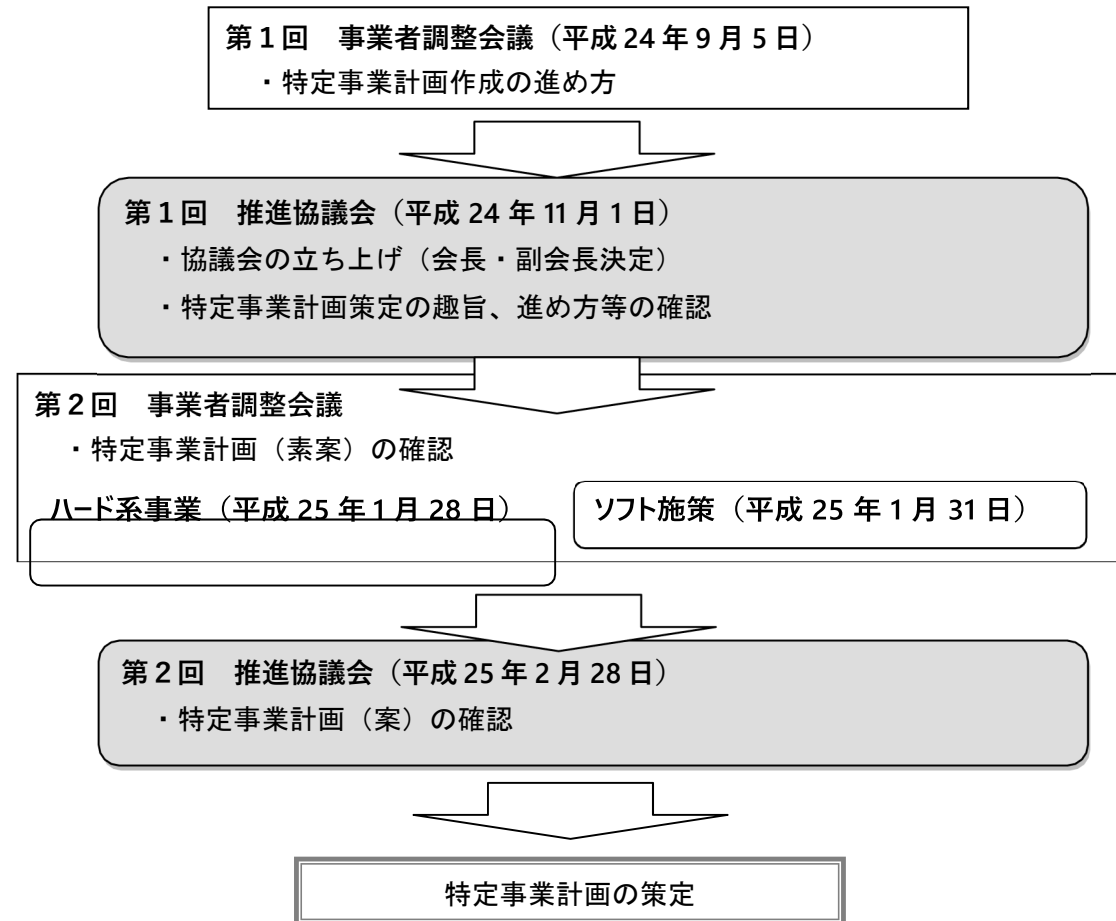 第１回　事業者調整会議（平成 24 年 9 月 5 日）
・特定事業計画作成の進め方
第１回　推進協議会（平成 24 年 11 月 1 日）
・協議会の立ち上げ（会長・副会長決定）
・特定事業計画策定の趣旨、進め方等の確認
第２回　事業者調整会議
・特定事業計画（素案）の確認
ハード系事業（平成 25 年 1 月 28 日）
ソフト施策（平成 25 年 1 月 31 日）
第２回　推進協議会（平成 25 年 2 月 28 日）
・特定事業計画（案）の確認
特定事業計画の策定